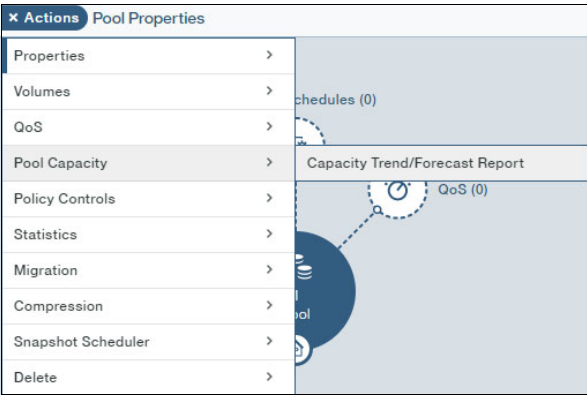 × Actions Pool Properties
Properties >
Volumes >
chedules (0)
QoS >
Pool Capacity > Capacity Trend/Forecast Report
Policy Controls >
QoS (0)
Statistics >
Migration >
Compression >
ool
Snapshot Scheduler >
Delete >